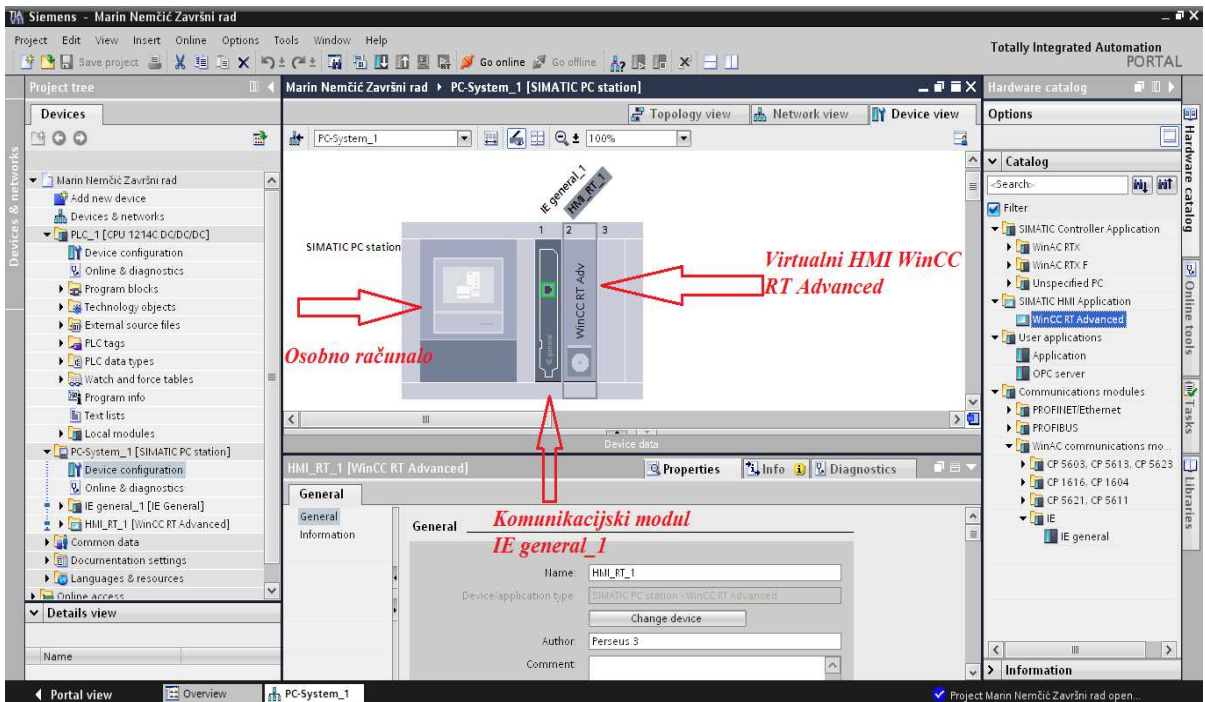 Siemens - Marin Nemčić Završni rad
Project Edit View Insert Online Options Tools Window Help
Save project
Go online
Go offline
Totally Integrated Automation
PORTAL
Project tree
Devices
Marin Nemčić Završni rad
Add new device
Devices & networks
PLC_1 [CPU 1214C DC/DC/DC]
Device configuration
Online & diagnostics
Program blocks
Technology objects
External source files
PLC tags
PLC data types
Watch and force tables
Program info
Text lists
Local modules
PC-System_1 [SIMATIC PC station]
Device configuration
Online & diagnostics
IE general_1 [IE General]
HMI_RT_1 [WinCC RT Advanced]
Common data
Documentation settings
Languages & resources
Online access
Details view
Name
Devices & networks
Marin Nemčić Završni rad PC-System_1 [SIMATIC PC station]
Topology view
Network view
Device view
PC-System_1
100%
IE general_1
HMI_RT_1
1 2 3
SIMATIC PC station
WinCC RT Adv
IE general
Osobno računalo
Virtualni HMI WinCC
RT Advanced
Device data
HMI_RT_1 [WinCC RT Advanced]
Properties
Info
Diagnostics
General
General
Information
General
Komunikacijski modul
IE general_1
Name: HMI_RT_1
Device/application type: SIMATIC PC station - WinCC RT Advanced
Change device
Author: Perseus 3
Comment:
Hardware catalog
Options
Catalog
<Search>
Filter
SIMATIC Controller Application
WinAC RTX
WinAC RTX F
Unspecified PC
SIMATIC HMI Application
WinCC RT Advanced
User applications
Application
OPC server
Communications modules
PROFINET/Ethernet
PROFIBUS
WinAC communications mo...
CP 5603, CP 5613, CP 5623
CP 1616, CP 1604
CP 5621, CP 5611
IE
IE general
Information
Hardware catalog
Online tools
Tasks
Libraries
Portal view
Overview
PC-System_1
Project Marin Nemčić Završni rad open...